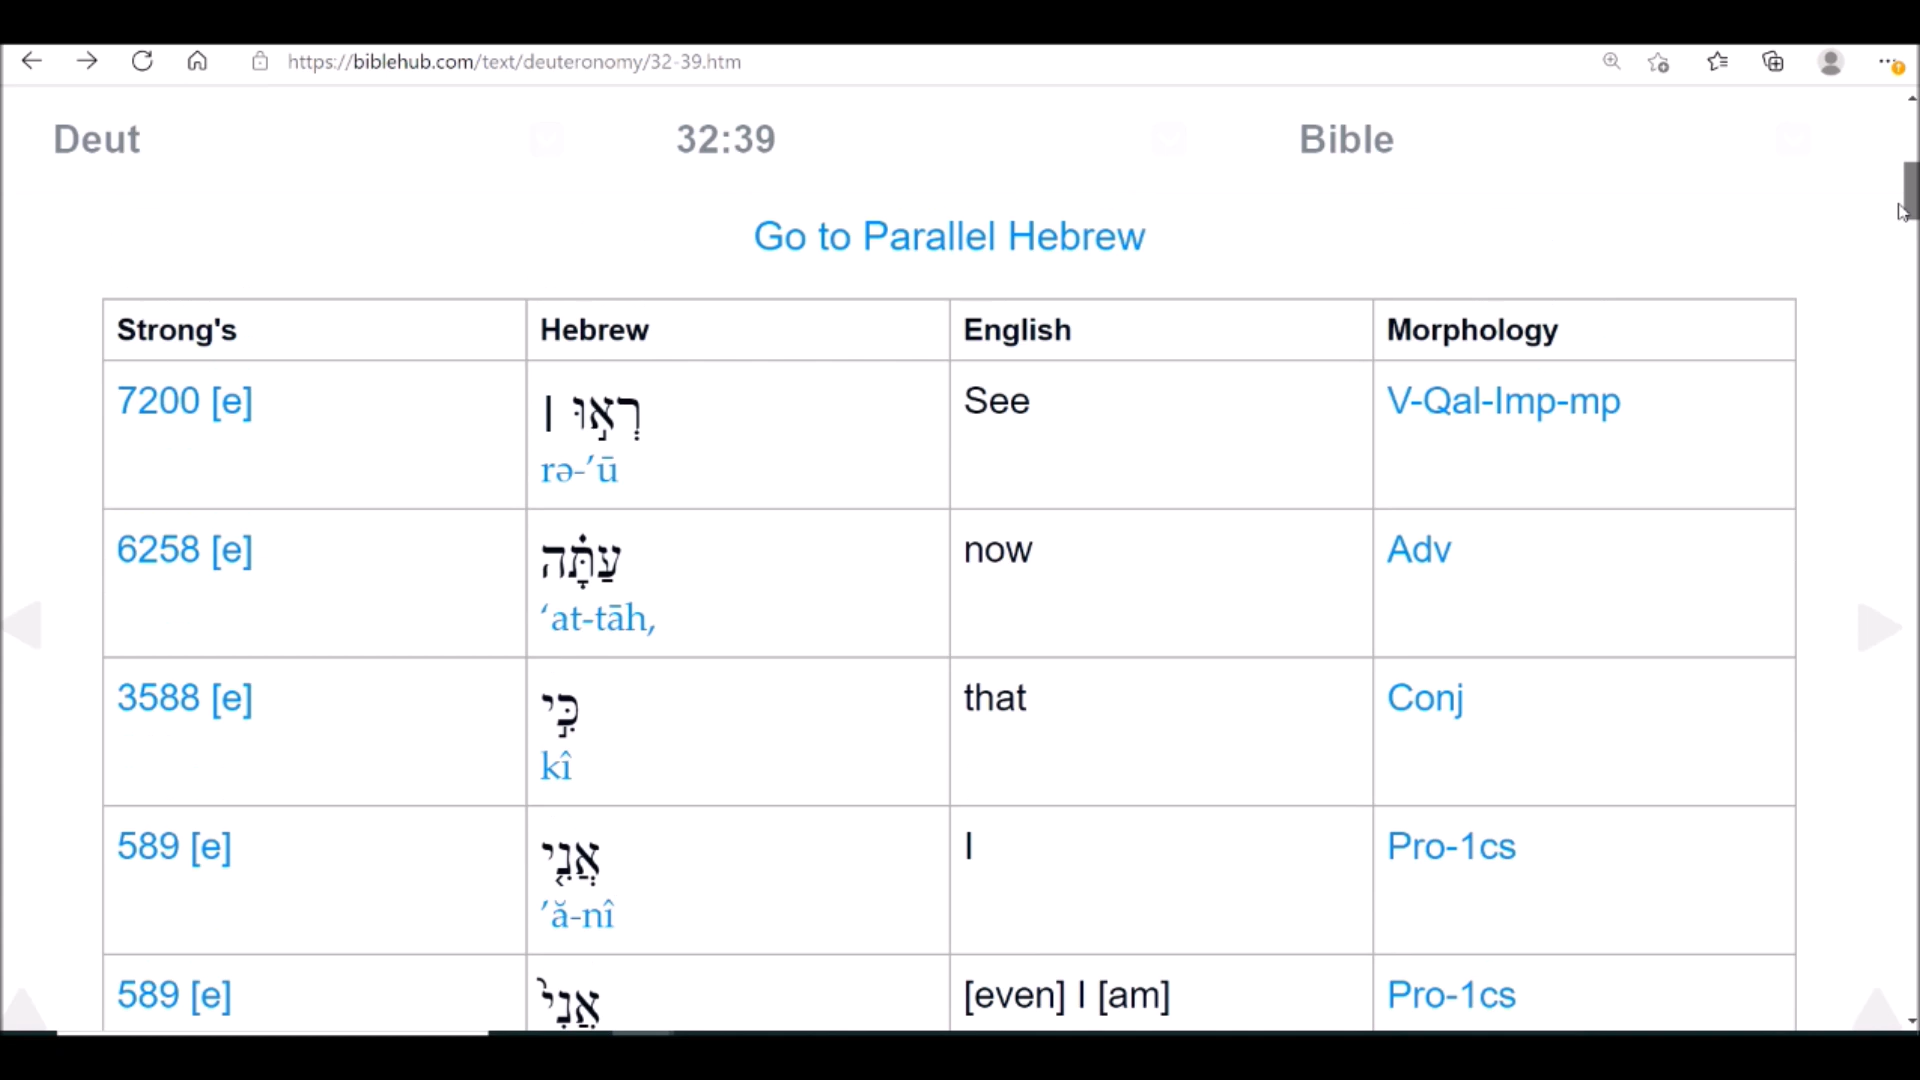 https://biblehub.com/text/deuteronomy/32-39.htm
Deut 32:39 Bible
Go to Parallel Hebrew
Strong's Hebrew English Morphology
7200 [e] רְא֣וּ ׀ See V-Qal-Imp-mp
rə-’ū
6258 [e] עַתָּ֗ה now Adv
‘at-tāh,
3588 [e] כִּ֣י that Conj
kî
589 [e] אֲנִ֤י I Pro-1cs
’ă-nî
589 [e] אֲנִי֙ [even] I [am] Pro-1cs